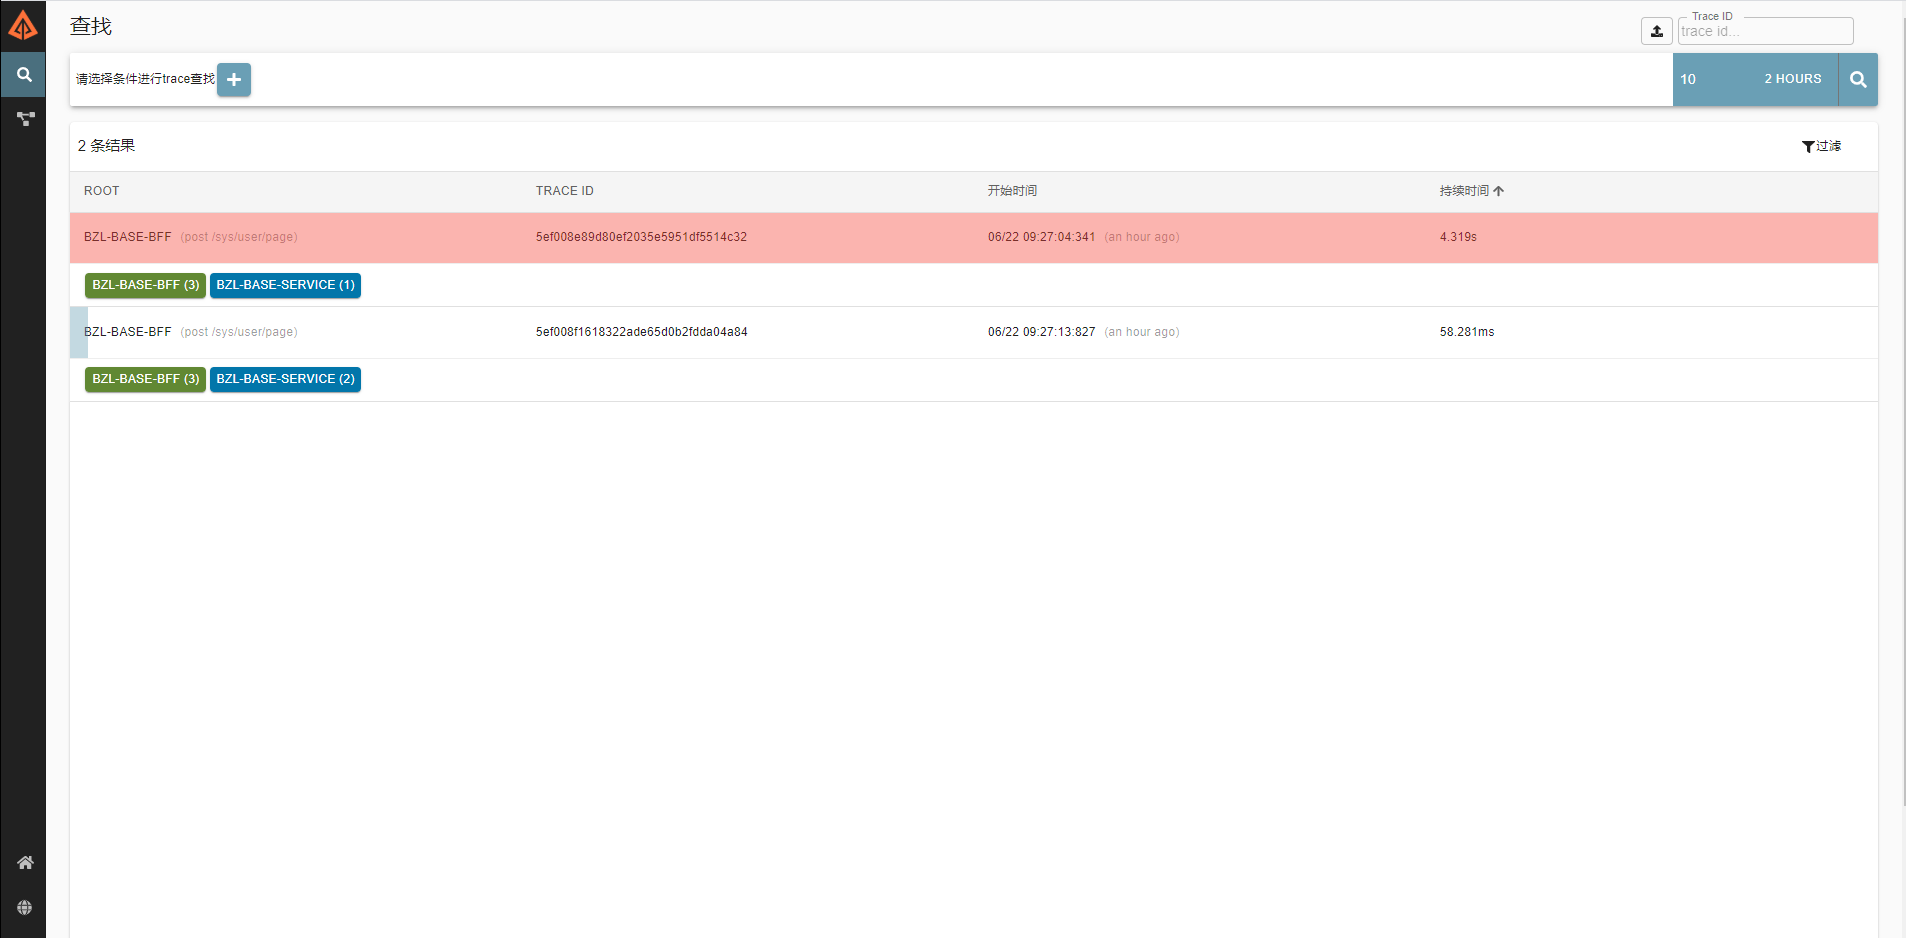 查找
Trace ID
trace id...
请选择条件进行trace查找
10
2 HOURS
2 条结果
过滤
ROOT TRACE ID 开始时间 持续时间
BZL-BASE-BFF (post /sys/user/page) 5ef008e89d80ef2035e5951df5514c32 06/22 09:27:04:341 (an hour ago) 4.319s
BZL-BASE-BFF (3) BZL-BASE-SERVICE (1)
BZL-BASE-BFF (post /sys/user/page) 5ef008f1618322ade65d0b2fdda04a84 06/22 09:27:13:827 (an hour ago) 58.281ms
BZL-BASE-BFF (3) BZL-BASE-SERVICE (2)